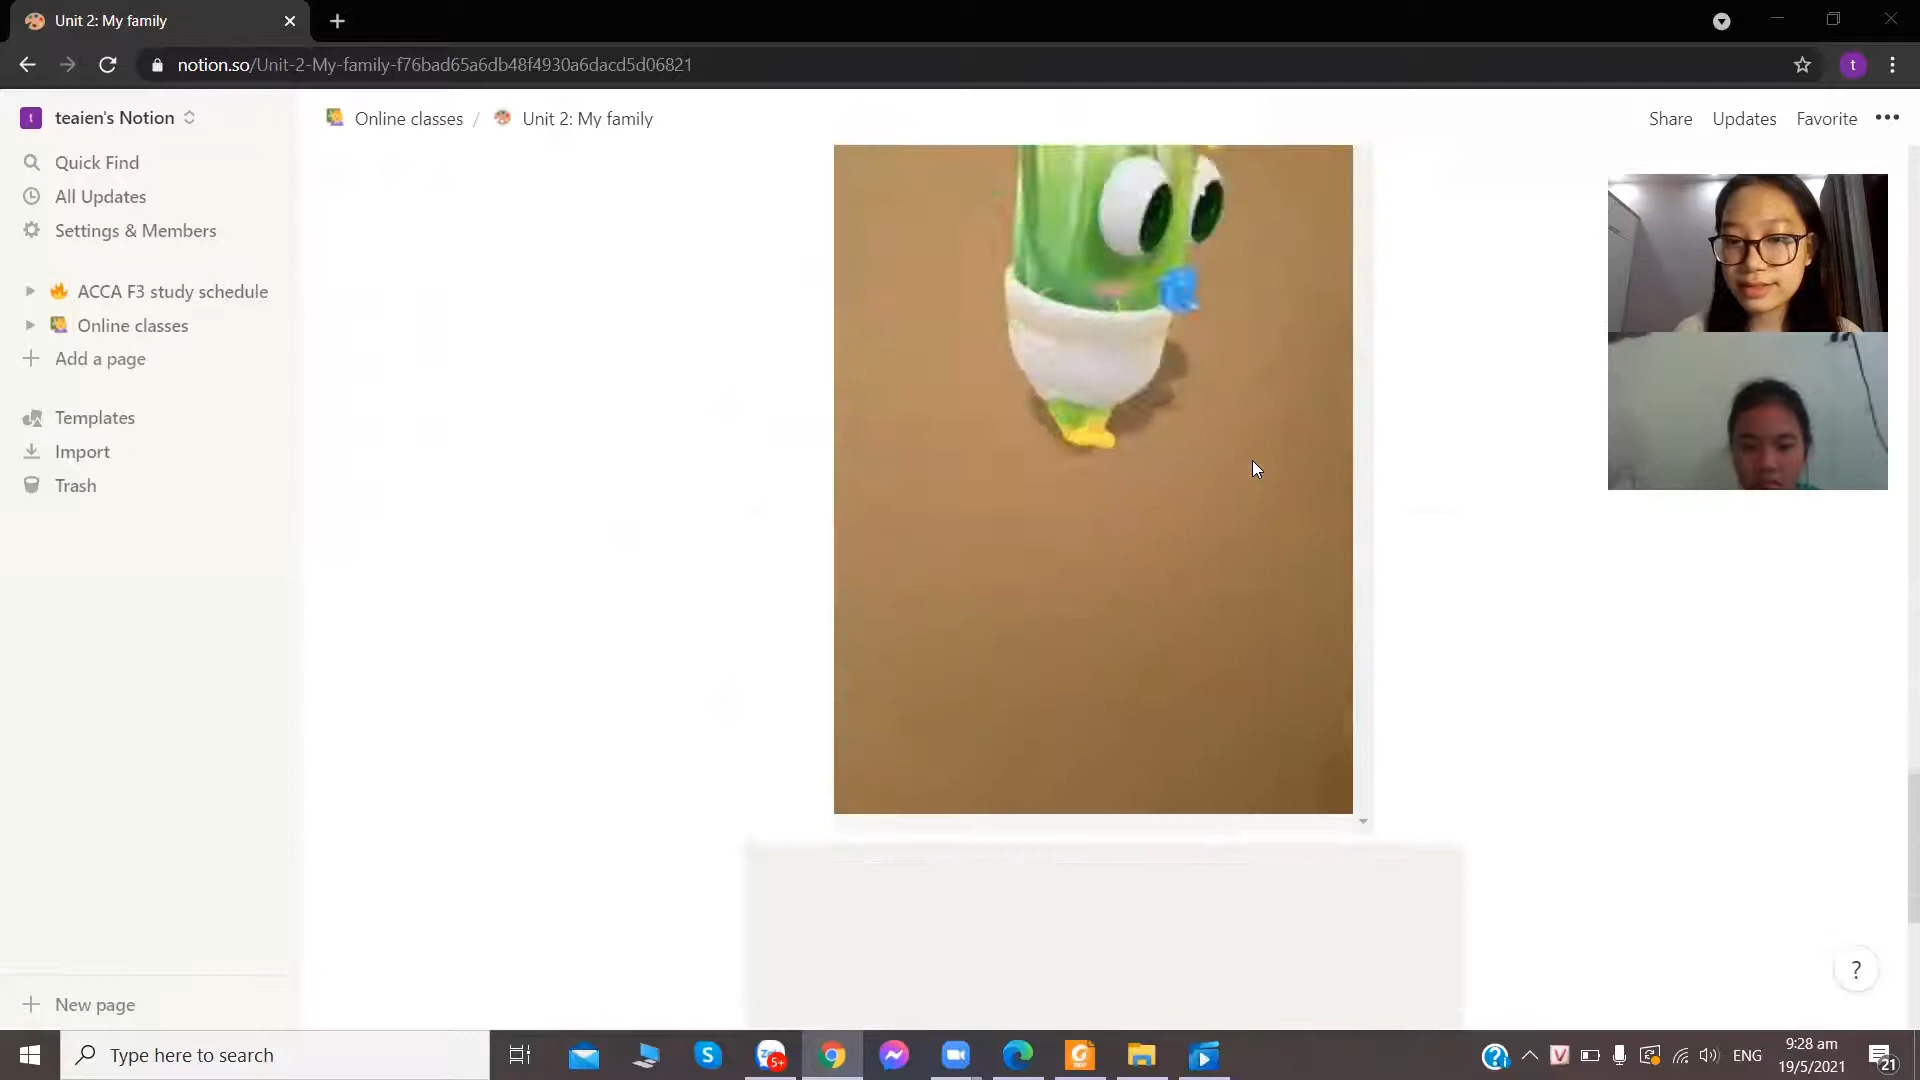 Unit 2: My family
notion.so/Unit-2-My-family-f76bad65a6db48f4930a6dacd5d06821
t
t
teaien's Notion
Online classes / Unit 2: My family
Share
Updates
Favorite
Quick Find
All Updates
Settings & Members
ACCA F3 study schedule
Online classes
Add a page
Templates
Import
Trash
?
New page
Type here to search
S
5+
V
ENG
9:28 am
19/5/2021
21